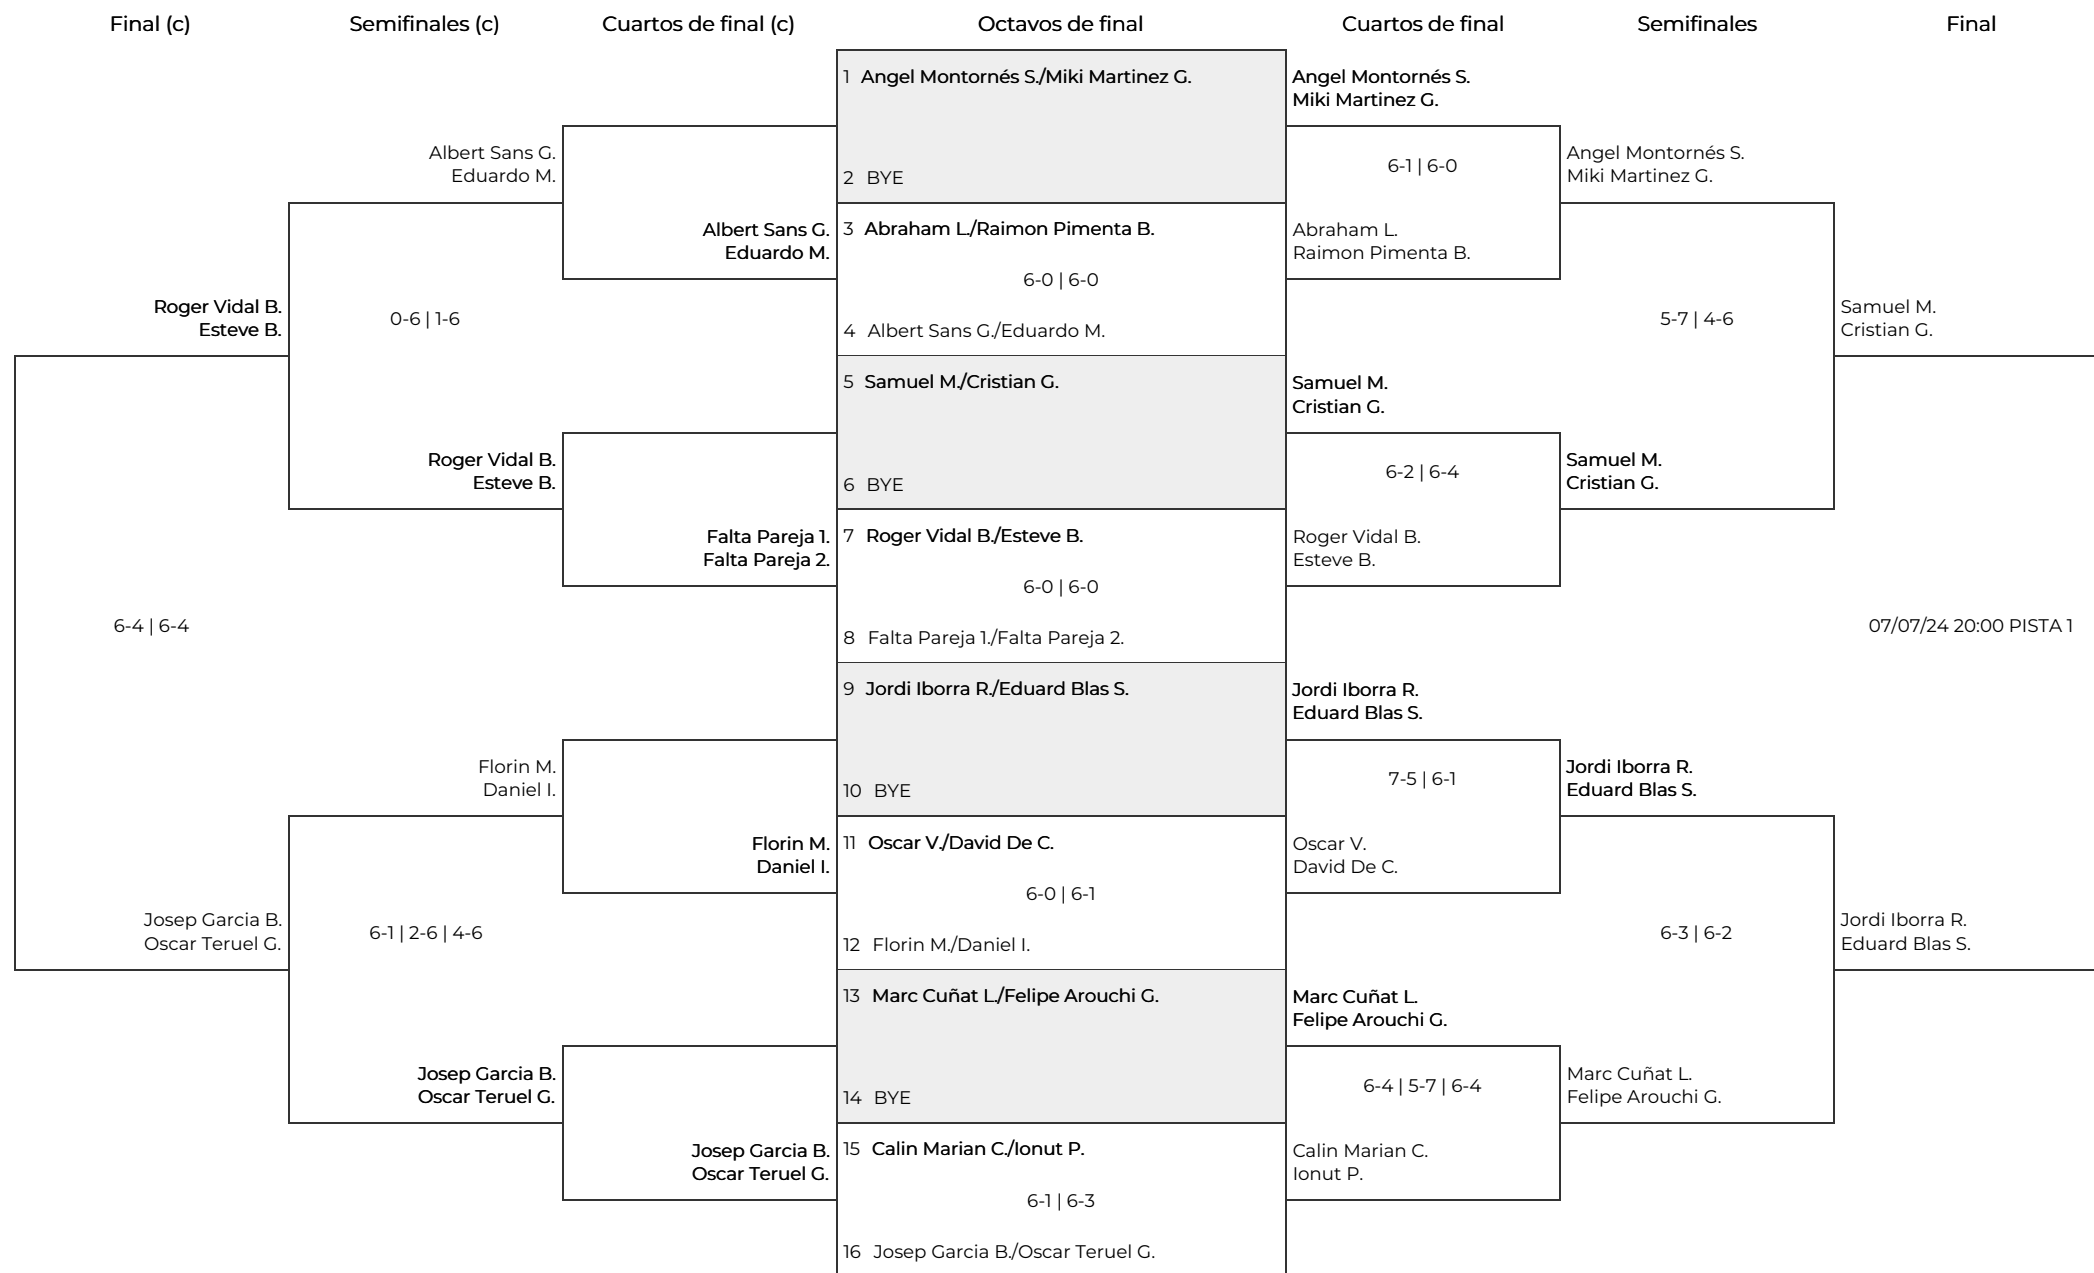 Final (c) Semifinales (c) Cuartos de final (c) Octavos de final Cuartos de final Semifinales Final
1 Angel Montornés S./Miki Martinez G.
2 BYE
3 Abraham L./Raimon Pimenta B.
6-0 | 6-0
4 Albert Sans G./Eduardo M.
5 Samuel M./Cristian G.
6 BYE
7 Roger Vidal B./Esteve B.
6-0 | 6-0
8 Falta Pareja 1./Falta Pareja 2.
9 Jordi Iborra R./Eduard Blas S.
10 BYE
11 Oscar V./David De C.
6-0 | 6-1
12 Florin M./Daniel I.
13 Marc Cuñat L./Felipe Arouchi G.
14 BYE
15 Calin Marian C./Ionut P.
6-1 | 6-3
16 Josep Garcia B./Oscar Teruel G.
Angel Montornés S.
Miki Martinez G.
6-1 | 6-0
Abraham L.
Raimon Pimenta B.
Samuel M.
Cristian G.
6-2 | 6-4
Roger Vidal B.
Esteve B.
Jordi Iborra R.
Eduard Blas S.
7-5 | 6-1
Oscar V.
David De C.
Marc Cuñat L.
Felipe Arouchi G.
6-4 | 5-7 | 6-4
Calin Marian C.
Ionut P.
Angel Montornés S.
Miki Martinez G.
5-7 | 4-6
Samuel M.
Cristian G.
Jordi Iborra R.
Eduard Blas S.
6-3 | 6-2
Marc Cuñat L.
Felipe Arouchi G.
Samuel M.
Cristian G.
07/07/24 20:00 PISTA 1
Jordi Iborra R.
Eduard Blas S.
Albert Sans G.
Eduardo M.
Falta Pareja 1.
Falta Pareja 2.
Florin M.
Daniel I.
Josep Garcia B.
Oscar Teruel G.
Albert Sans G.
Eduardo M.
0-6 | 1-6
Roger Vidal B.
Esteve B.
Florin M.
Daniel I.
6-1 | 2-6 | 4-6
Josep Garcia B.
Oscar Teruel G.
Roger Vidal B.
Esteve B.
6-4 | 6-4
Josep Garcia B.
Oscar Teruel G.